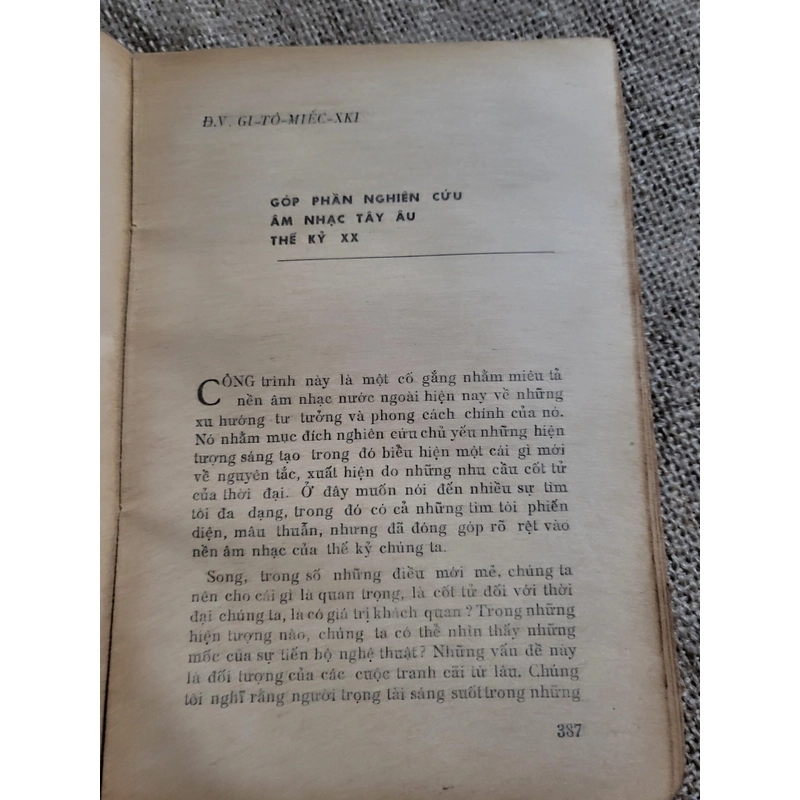 Đ.V. GI-TÔ-MIẾC-XKI
GÓP PHẦN NGHIÊN CỨU
ÂM NHẠC TÂY ÂU
THẾ KỶ XX
CÔNG trình này là một cố gắng nhằm miêu tả
nền âm nhạc nước ngoài hiện nay về những
xu hướng tư tưởng và phong cách chính của nó.
Nó nhằm mục đích nghiên cứu chủ yếu những hiện
tượng sáng tạo trong đó biểu hiện một cái gì mới
về nguyên tắc, xuất hiện do những nhu cầu cốt tử
của thời đại. Ở đây muốn nói đến nhiều sự tìm
tòi đa dạng, trong đó có cả những tìm tòi phiến
diện, mâu thuẫn, nhưng đã đóng góp rõ rệt vào
nền âm nhạc của thế kỷ chúng ta.
Song, trong số những điều mới mẻ, chúng ta
nên cho cái gì là quan trọng, là cốt tử đối với thời
đại chúng ta, là có giá trị khách quan? Trong những
hiện tượng nào, chúng ta có thể nhìn thấy những
mốc của sự tiến bộ nghệ thuật? Những vấn đề này
là đối tượng của các cuộc tranh cãi từ lâu. Chúng
tôi nghĩ rằng người trọng tài sáng suốt trong những
387